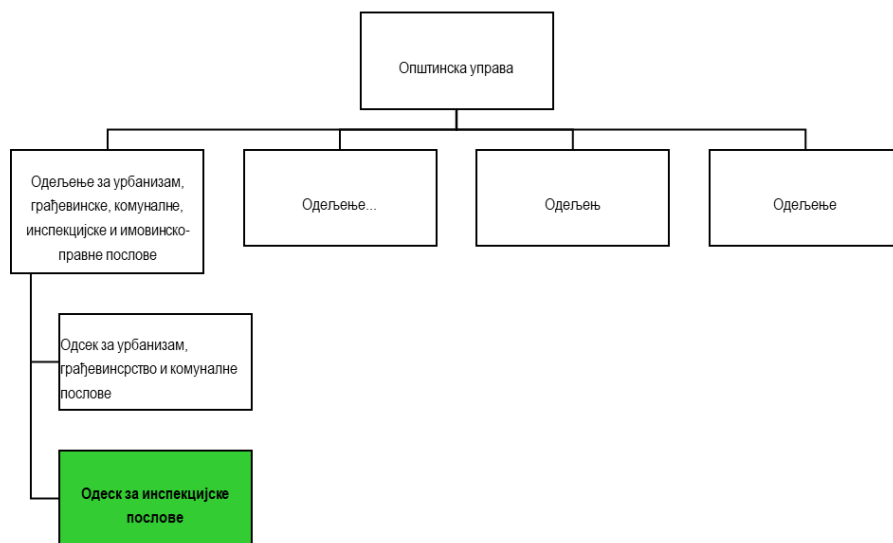 Општинска управа
Одељење за урбанизам,
грађевинске, комуналне,
инспекцијске и имовинско-
правне послове
Одељење...
Одељењ
Одељење
Одсек за урбанизам,
грађевинсрство и комуналне
послове
Одеск за инспекцијске
послове